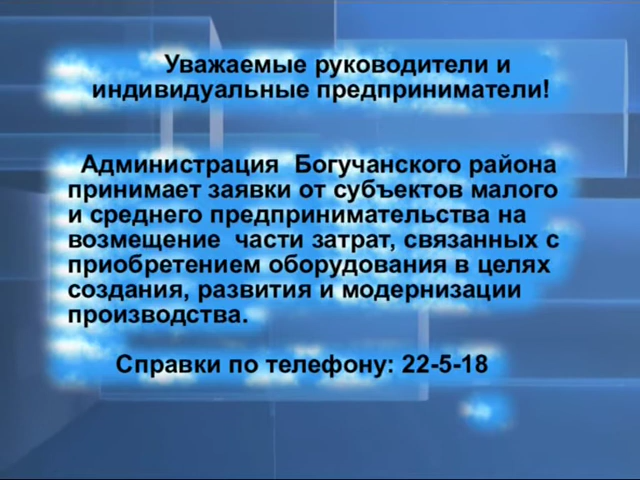 Уважаемые руководители и
индивидуальные предприниматели!
Администрация Богучанского района
принимает заявки от субъектов малого
и среднего предпринимательства на
возмещение части затрат, связанных с
приобретением оборудования в целях
создания, развития и модернизации
производства.
Справки по телефону: 22-5-18